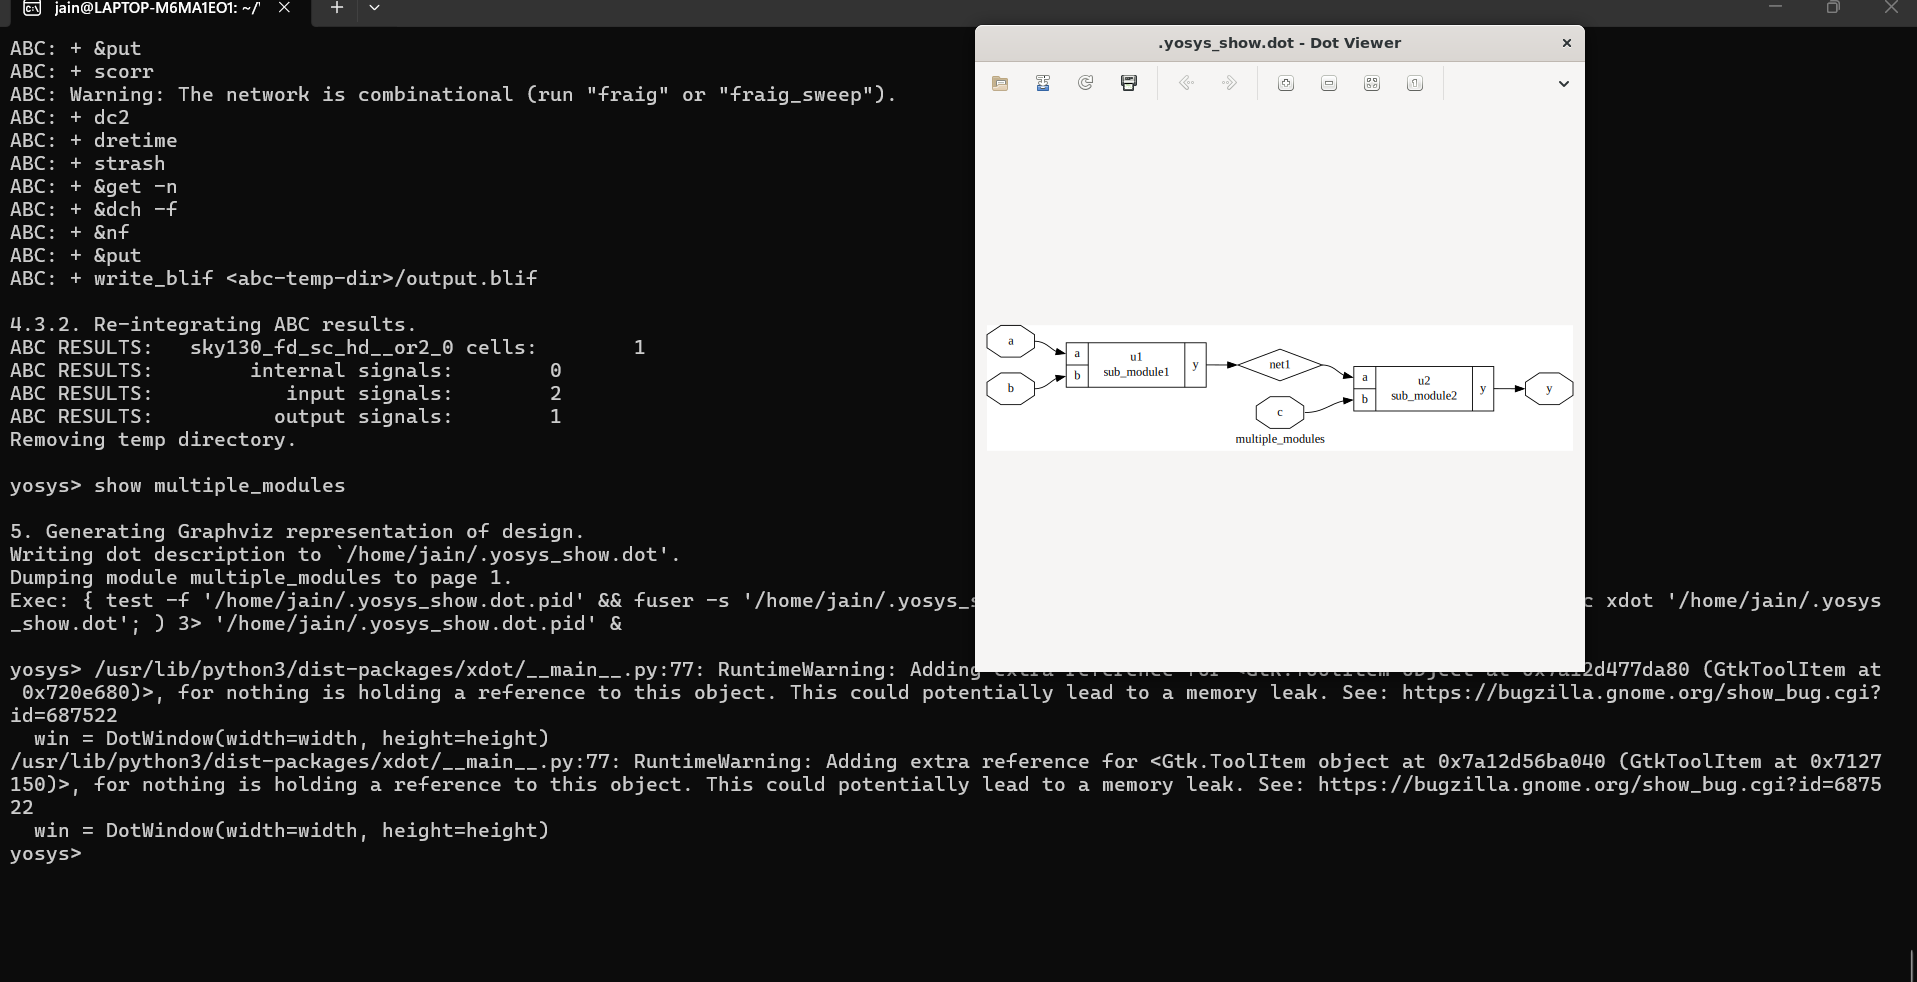 jain@LAPTOP-M6MA1EO1: ~/
ABC: + &put
ABC: + scorr
ABC: Warning: The network is combinational (run "fraig" or "fraig_sweep").
ABC: + dc2
ABC: + dretime
ABC: + strash
ABC: + &get -n
ABC: + &dch -f
ABC: + &nf
ABC: + &put
ABC: + write_blif <abc-temp-dir>/output.blif
4.3.2. Re-integrating ABC results.
ABC RESULTS:   sky130_fd_sc_hd__or2_0 cells:        1
ABC RESULTS:        internal signals:        0
ABC RESULTS:           input signals:        2
ABC RESULTS:          output signals:        1
Removing temp directory.
yosys> show multiple_modules
5. Generating Graphviz representation of design.
Writing dot description to `/home/jain/.yosys_show.dot'.
Dumping module multiple_modules to page 1.
Exec: { test -f '/home/jain/.yosys_show.dot.pid' && fuser -s '/home/jain/.yosys_s c xdot '/home/jain/.yosys
_show.dot'; ) 3> '/home/jain/.yosys_show.dot.pid' &
yosys> /usr/lib/python3/dist-packages/xdot/__main__.py:77: RuntimeWarning: Adding extra reference for <Gtk.ToolItem object at 0x7a12d477da80 (GtkToolItem at
0x720e680)>, for nothing is holding a reference to this object. This could potentially lead to a memory leak. See: https://bugzilla.gnome.org/show_bug.cgi?
id=687522
win = DotWindow(width=width, height=height)
/usr/lib/python3/dist-packages/xdot/__main__.py:77: RuntimeWarning: Adding extra reference for <Gtk.ToolItem object at 0x7a12d56ba040 (GtkToolItem at 0x7127
150)>, for nothing is holding a reference to this object. This could potentially lead to a memory leak. See: https://bugzilla.gnome.org/show_bug.cgi?id=6875
22
win = DotWindow(width=width, height=height)
yosys>
.yosys_show.dot - Dot Viewer
a
b
a
b
u1
sub_module1
y
net1
c
a
b
u2
sub_module2
y
y
multiple_modules